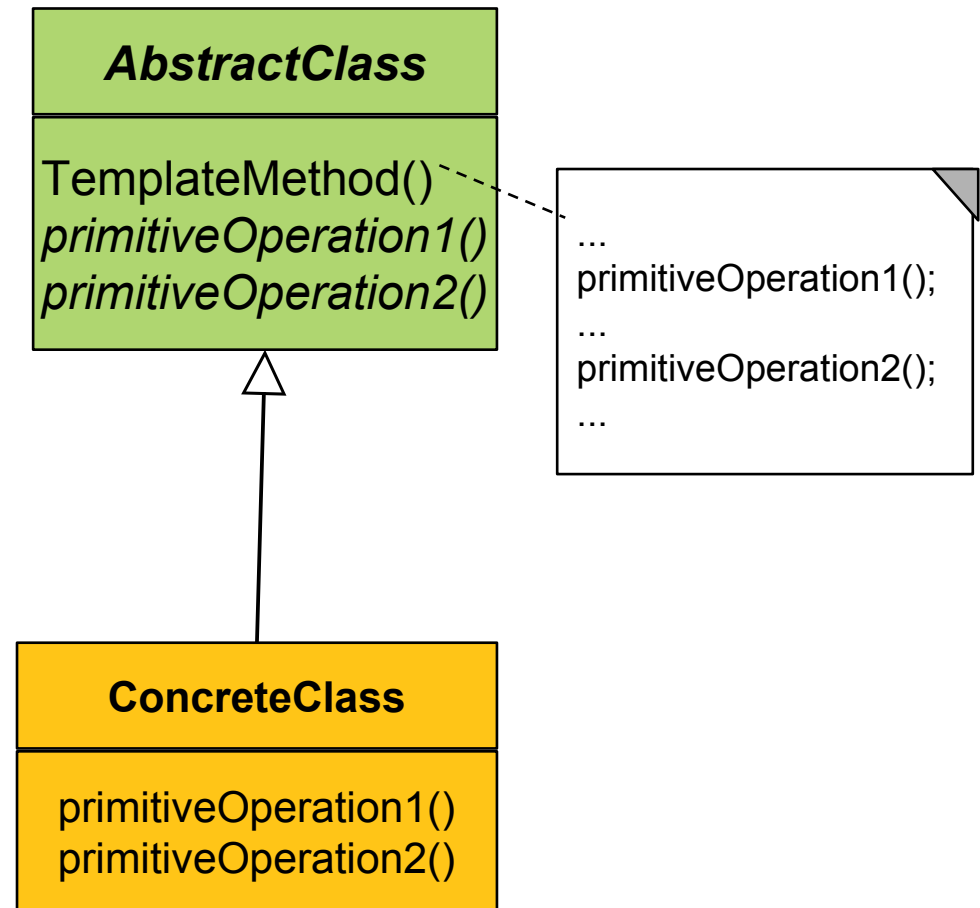 AbstractClass
TemplateMethod()
primitiveOperation1()
primitiveOperation2()
...
primitiveOperation1();
...
primitiveOperation2();
...
ConcreteClass
primitiveOperation1()
primitiveOperation2()